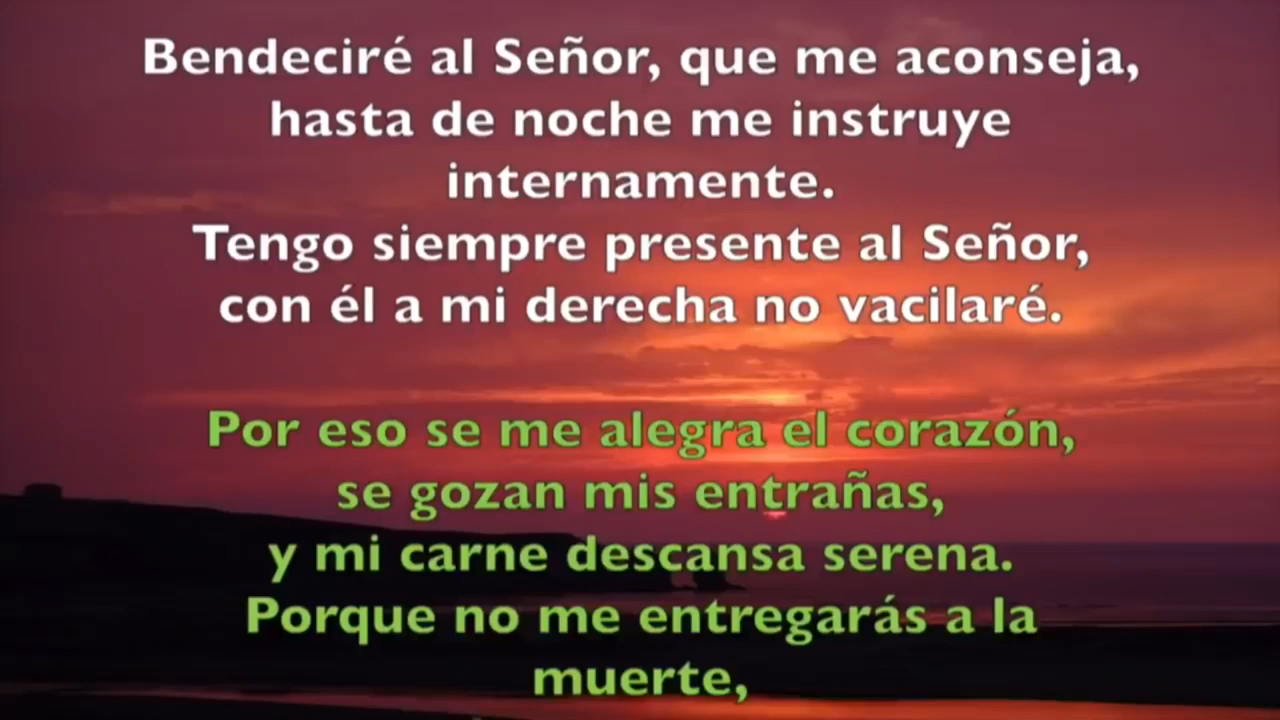 Bendeciré al Señor, que me aconseja,
hasta de noche me instruye
internamente.
Tengo siempre presente al Señor,
con él a mi derecha no vacilaré.
Por eso se me alegra el corazón,
se gozan mis entrañas,
y mi carne descansa serena.
Porque no me entregarás a la
muerte,